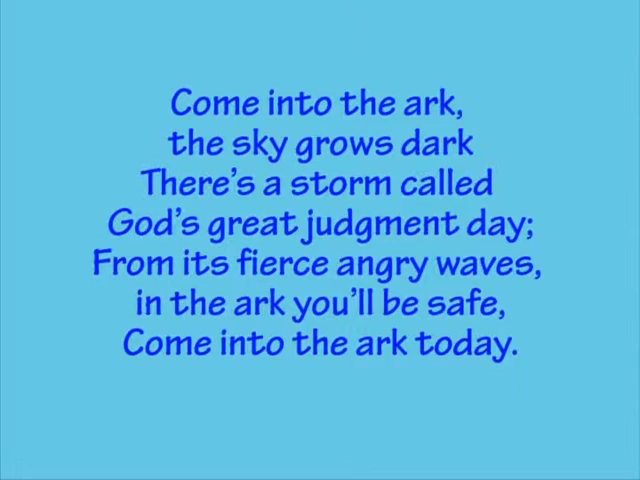 Come into the ark,
the sky grows dark
There's a storm called
God's great judgment day;
From its fierce angry waves,
in the ark you'll be safe,
Come into the ark today.